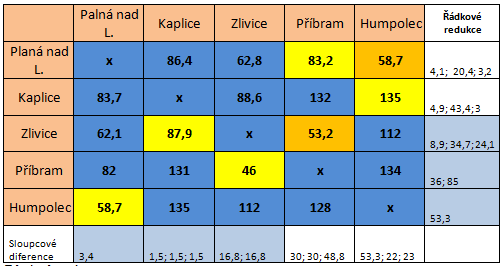 Palná nad L. Kaplice Zlivice Příbram Humpolec Řádkové redukce
Planá nad L. x 86,4 62,8 83,2 58,7 4,1; 20,4; 3,2
Kaplice 83,7 x 88,6 132 135 4,9; 43,4;3
Zlivice 62,1 87,9 x 53,2 112 8,9; 34,7; 24,1
Příbram 82 131 46 x 134 36; 85
Humpolec 58,7 135 112 128 x 53,3
Sloupcové diference 3,4 1,5; 1,5; 1,5 16,8; 16,8 30; 30; 48,8 53,3; 22; 23